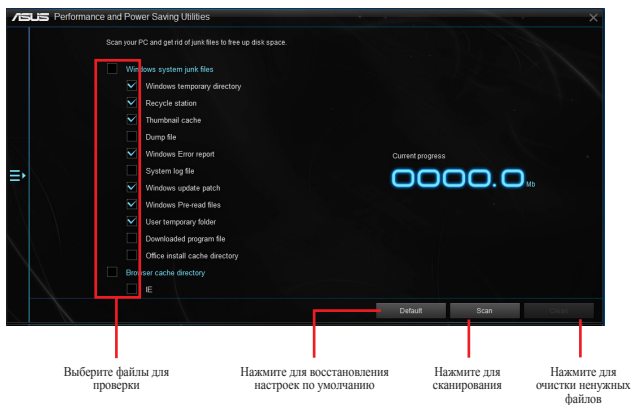 ASUS Performance and Power Saving Utilities
Scan your PC and get rid of junk files to free up disk space.
Windows system junk files
Windows temporary directory
Recycle station
Thumbnail cache
Dump file
Windows Error report
System log file
Windows update patch
Windows Pre-read files
User temporary folder
Downloaded program file
Office install cache directory
Browser cache directory
IE
Current progress
0000.0 Mb
Default
Scan
Clean
Выберите файлы для
проверки
Нажмите для восстановления
настроек по умолчанию
Нажмите для
сканирования
Нажмите для
очистки ненужных
файлов